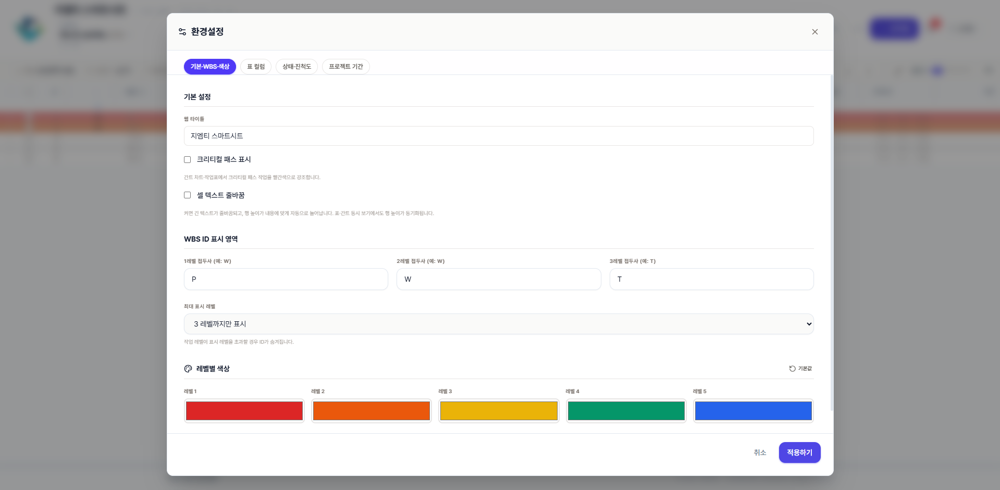 환경설정
기본·WBS·색상
표 컬럼
상태·진척도
프로젝트 기간
기본 설정
웹 타이틀
지엠티 스마트시트
크리티컬 패스 표시
간트 차트·작업표에서 크리티컬 패스 작업을 빨간색으로 강조합니다.
셀 텍스트 줄바꿈
켜면 긴 텍스트가 줄바꿈되고, 행 높이가 내용에 맞게 자동으로 늘어납니다. 표·간트 동시 보기에서도 행 높이가 동기화됩니다.
WBS ID 표시 영역
1레벨 접두사 (예: W)
2레벨 접두사 (예: W)
3레벨 접두사 (예: T)
P
W
T
최대 표시 레벨
3 레벨까지만 표시
작업 레벨이 표시 레벨을 초과할 경우 ID가 숨겨집니다.
레벨별 색상
기본값
레벨 1
레벨 2
레벨 3
레벨 4
레벨 5
취소
적용하기